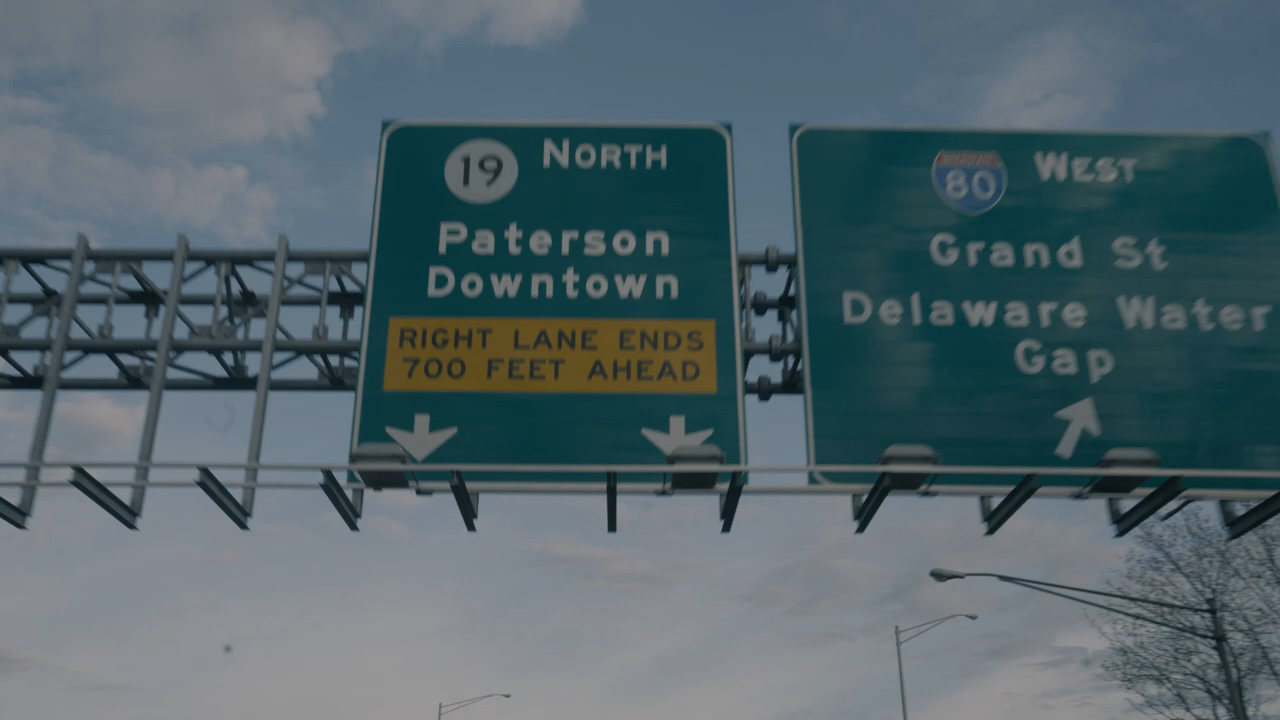 19 NORTH
Paterson
Downtown
RIGHT LANE ENDS
700 FEET AHEAD
80 WEST
Grand St
Delaware Water
Gap